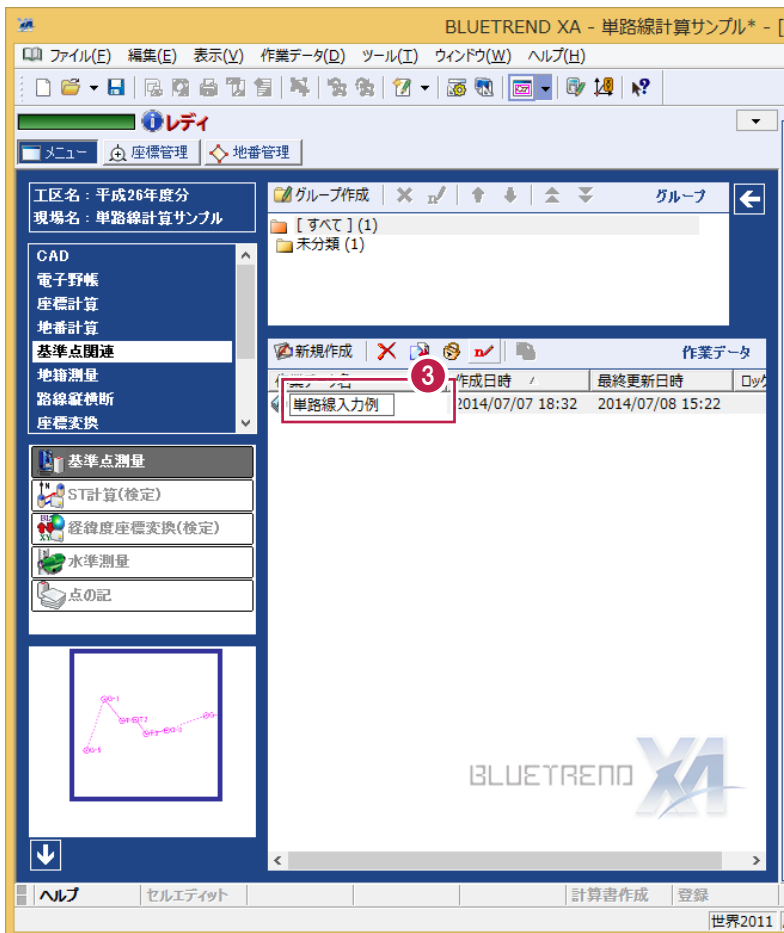 BLUETREND XA - 単路線計算サンプル* - [
ファイル(F) 編集(E) 表示(V) 作業データ(D) ツール(T) ウィンドウ(W) ヘルプ(H)
レディ
メニュー 座標管理 地番管理
工区名：平成26年度分
現場名：単路線計算サンプル
グループ作成 グループ
[ すべて ] (1)
未分類 (1)
CAD
電子野帳
座標計算
地番計算
基準点関連
地籍測量
路線縦横断
座標変換
新規作成 作業データ
3
作成日時 最終更新日時 ロック
単路線入力例 2014/07/07 18:32 2014/07/08 15:22
基準点測量
ST計算(検定)
経緯度座標変換(検定)
水準測量
点の記
BLUETREND XA
ヘルプ セルエディット 計算書作成 登録
世界2011